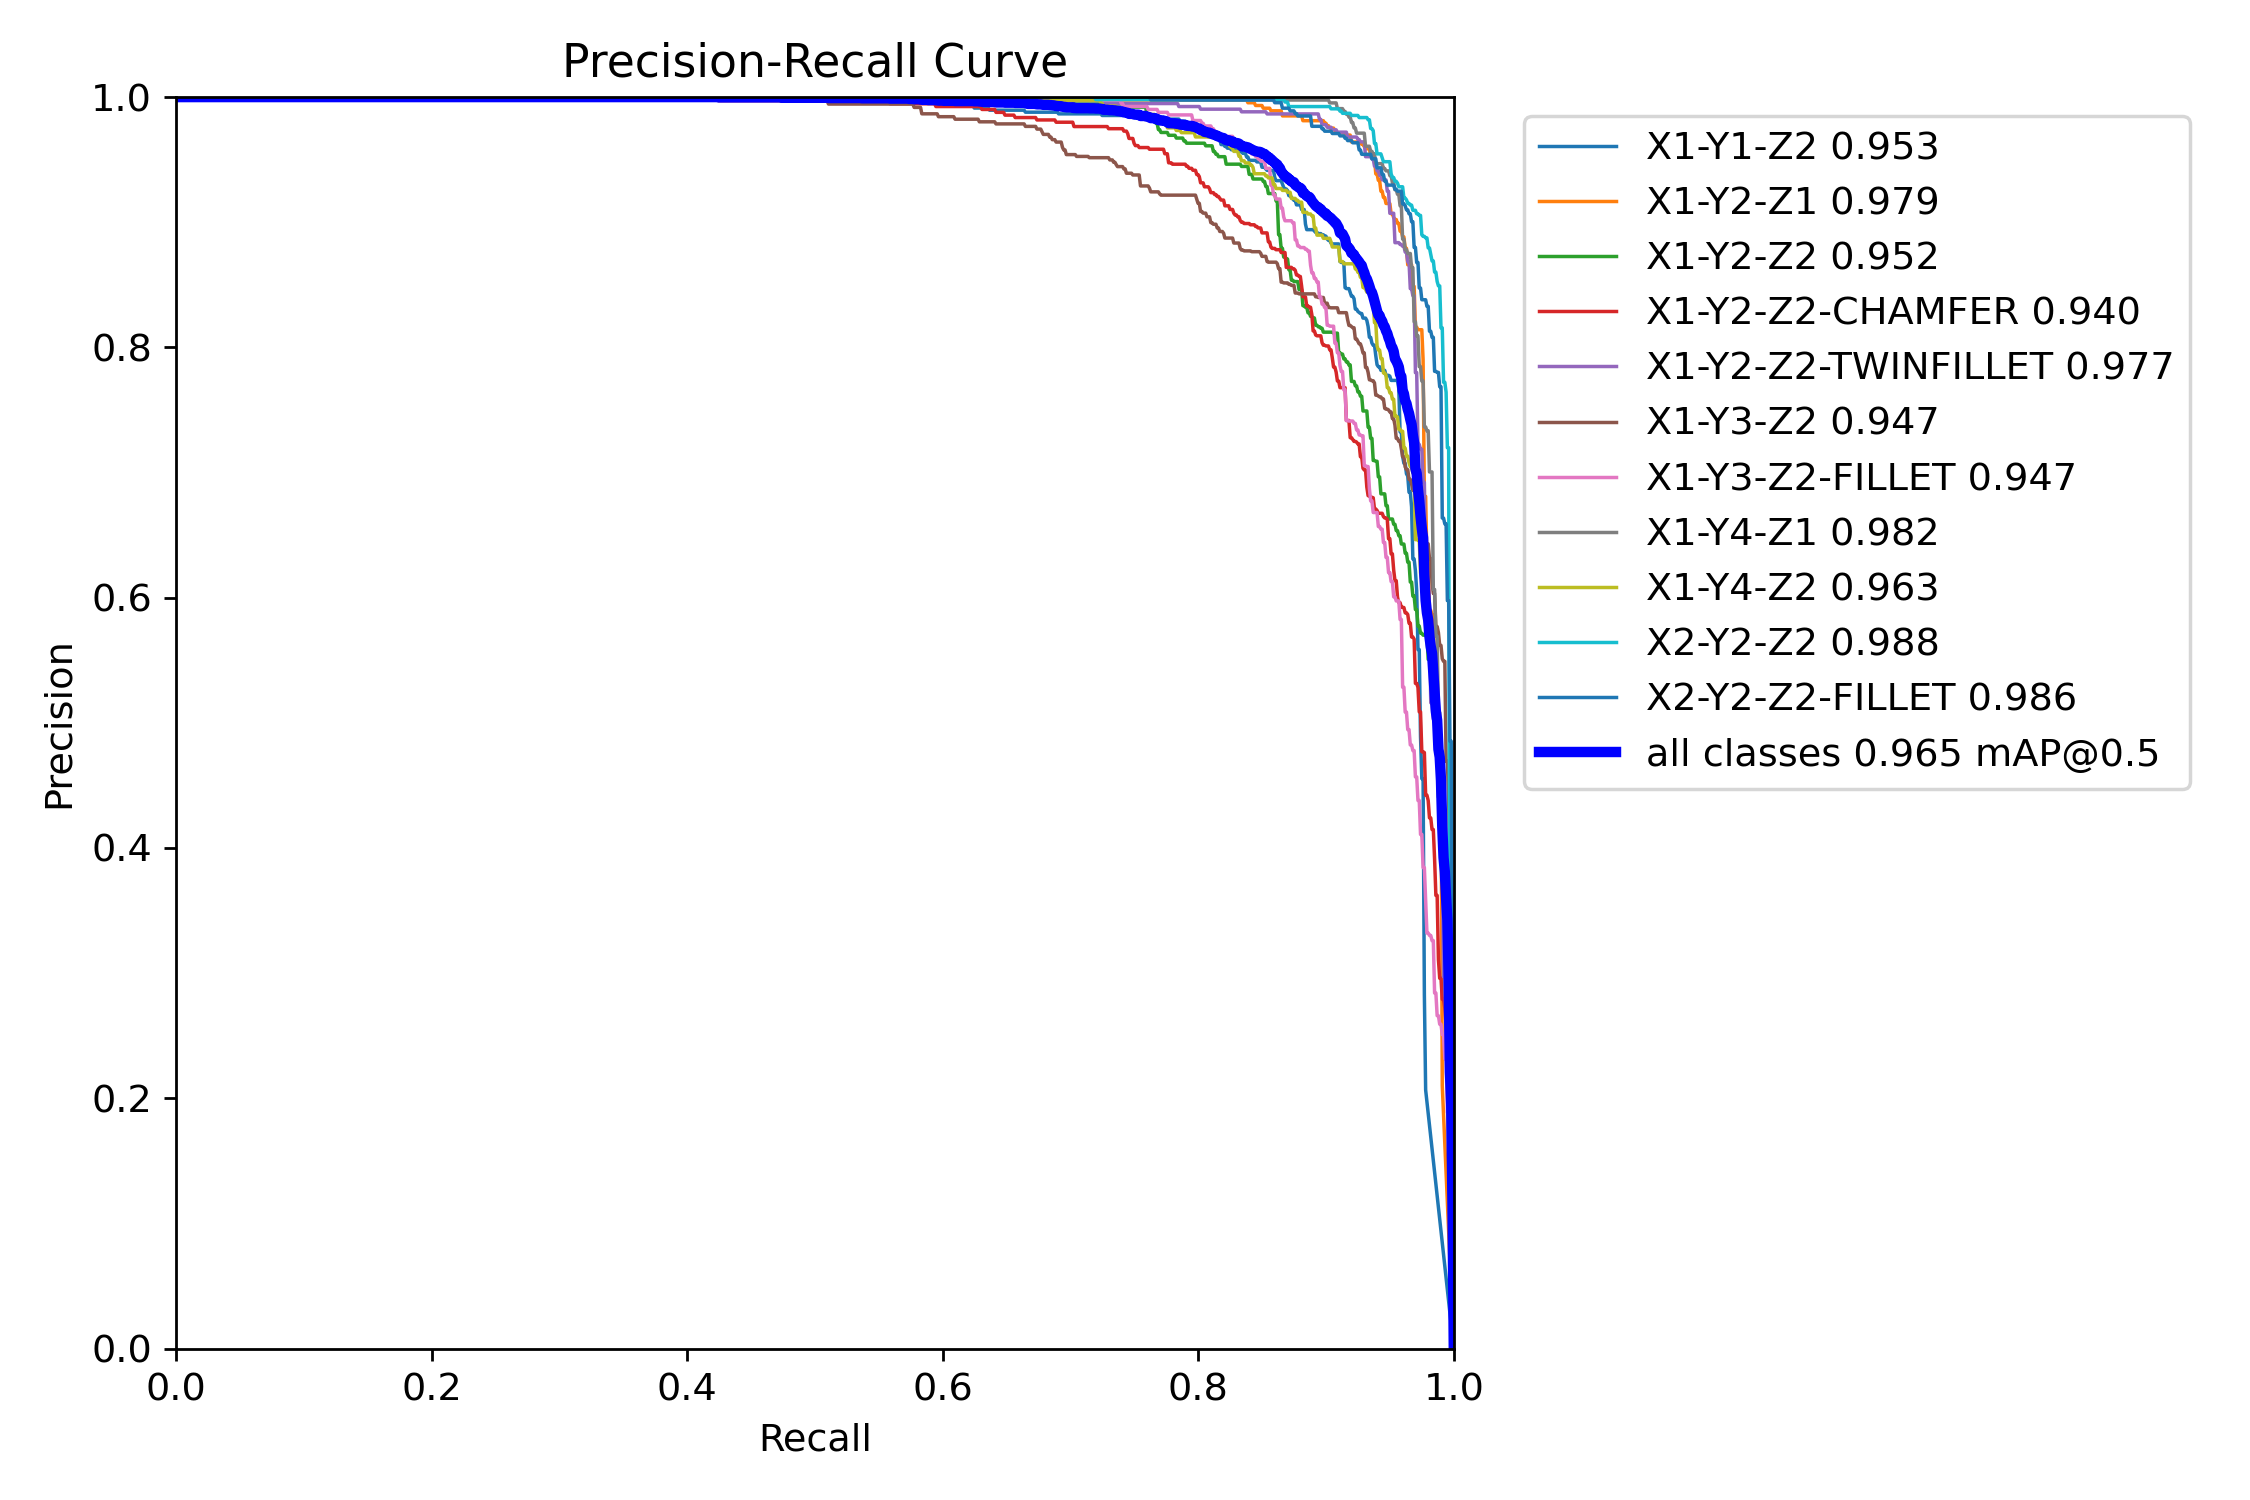 Precision-Recall Curve
1.0
0.8
0.6
0.4
0.2
0.0
Precision
0.0 0.2 0.4 0.6 0.8 1.0
Recall
X1-Y1-Z2 0.953
X1-Y2-Z1 0.979
X1-Y2-Z2 0.952
X1-Y2-Z2-CHAMFER 0.940
X1-Y2-Z2-TWINFILLET 0.977
X1-Y3-Z2 0.947
X1-Y3-Z2-FILLET 0.947
X1-Y4-Z1 0.982
X1-Y4-Z2 0.963
X2-Y2-Z2 0.988
X2-Y2-Z2-FILLET 0.986
all classes 0.965 mAP@0.5